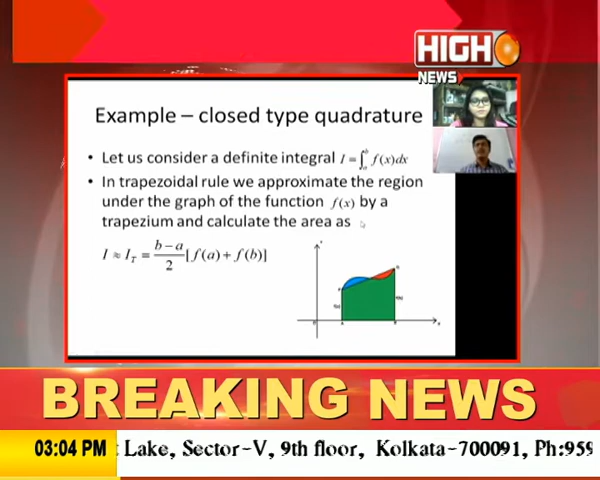 HIGH
NEWS
Example – closed type quadrature
• Let us consider a definite integral I = ∫ₐᵇ f(x)dx
• In trapezoidal rule we approximate the region
under the graph of the function f(x) by a
trapezium and calculate the area as
I ≈ I_T = (b−a)/2 [f(a) + f(b)]
BREAKING NEWS
03:04 PM
Lake, Sector-V, 9th floor, Kolkata-700091, Ph:959